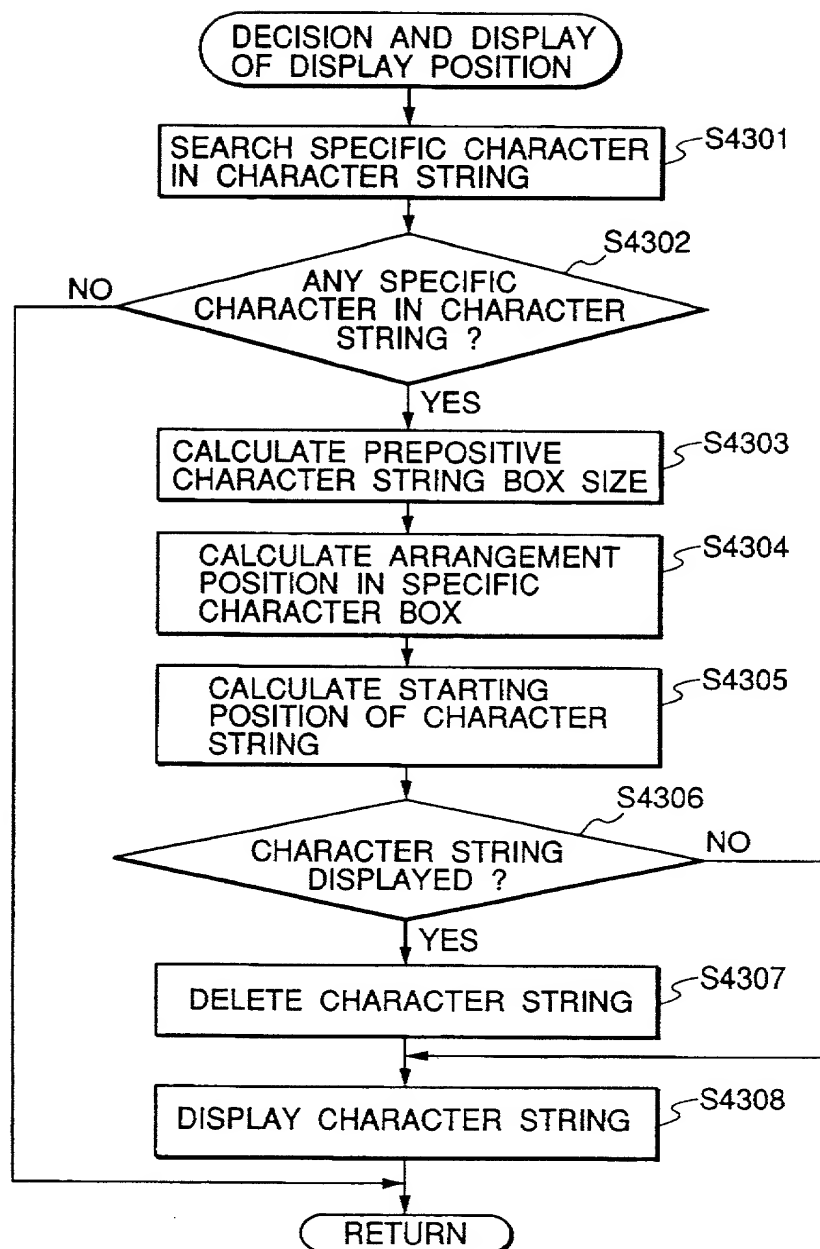 DECISION AND DISPLAY
OF DISPLAY POSITION
S4301
SEARCH SPECIFIC CHARACTER
IN CHARACTER STRING
S4302
NO
ANY SPECIFIC
CHARACTER IN CHARACTER
STRING ?
YES
S4303
CALCULATE PREPOSITIVE
CHARACTER STRING BOX SIZE
S4304
CALCULATE ARRANGEMENT
POSITION IN SPECIFIC
CHARACTER BOX
S4305
CALCULATE STARTING
POSITION OF CHARACTER
STRING
S4306
NO
CHARACTER STRING
DISPLAYED ?
YES
S4307
DELETE CHARACTER STRING
S4308
DISPLAY CHARACTER STRING
RETURN